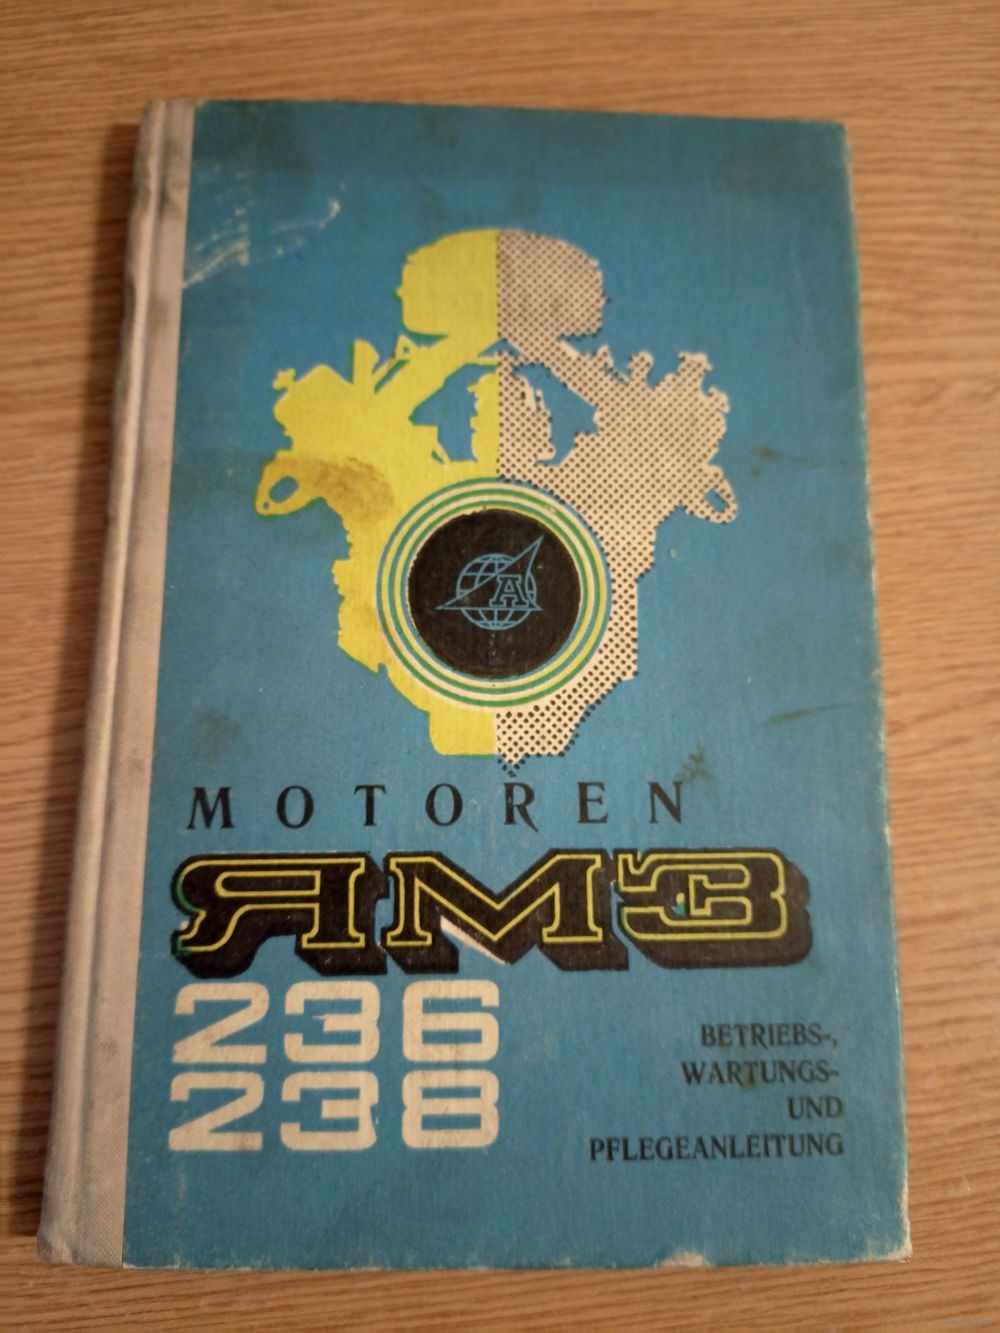 A
MOTOREN
ЯМЗ
236
238
BETRIEBS-,
WARTUNGS-
UND
PFLEGEANLEITUNG